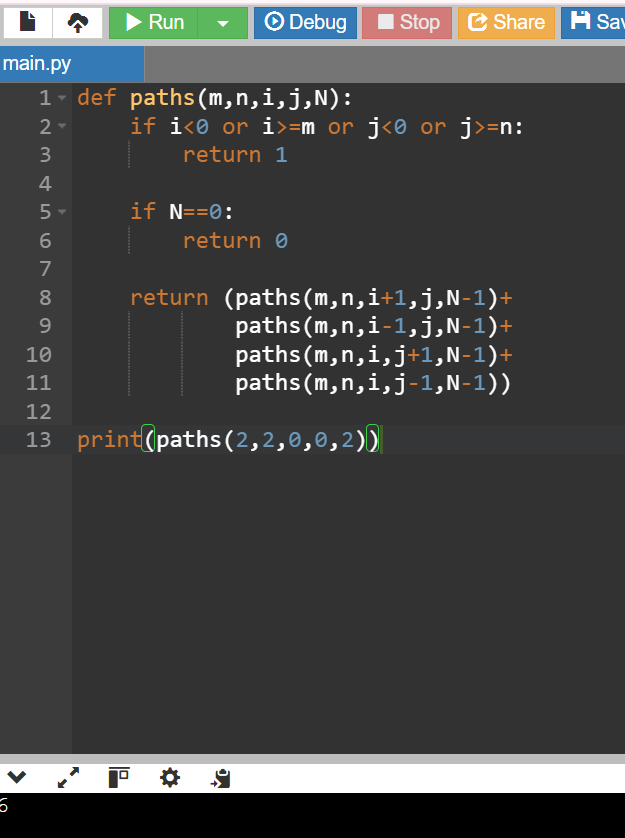 Run Debug Stop Share Sav
main.py
1 def paths(m,n,i,j,N):
2     if i<0 or i>=m or j<0 or j>=n:
3         return 1
4
5     if N==0:
6         return 0
7
8     return (paths(m,n,i+1,j,N-1)+
9             paths(m,n,i-1,j,N-1)+
10             paths(m,n,i,j+1,N-1)+
11             paths(m,n,i,j-1,N-1))
12
13 print(paths(2,2,0,0,2))
6